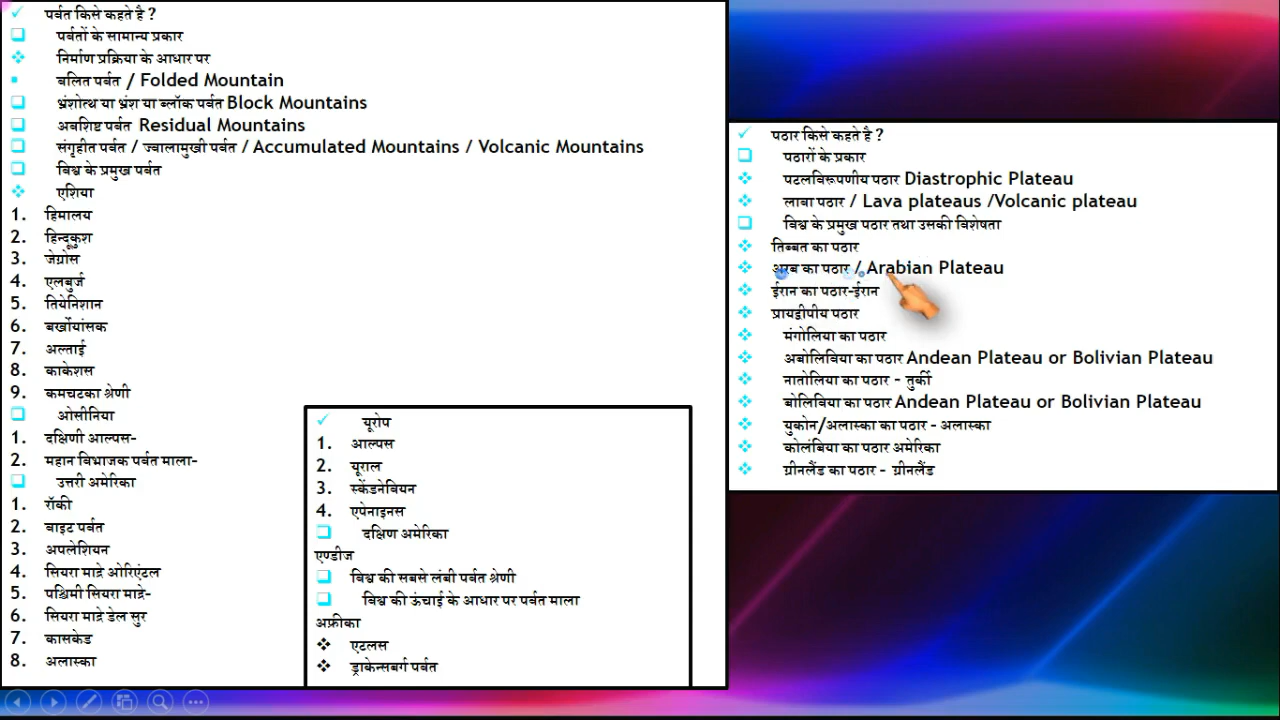 पर्वत किसे कहते है ?
पर्वतों के सामान्य प्रकार
निर्माण प्रक्रिया के आधार पर
वलित पर्वत / Folded Mountain
भ्रंशोत्थ या भ्रंश या ब्लॉक पर्वत Block Mountains
अवशिष्ट पर्वत Residual Mountains
संगृहीत पर्वत / ज्वालामुखी पर्वत / Accumulated Mountains / Volcanic Mountains
विश्व के प्रमुख पर्वत
एशिया
1. हिमालय
2. हिन्दूकुश
3. जेग्रोस
4. एलबुर्ज
5. तियेनिशान
6. बर्खोयांसक
7. अल्ताई
8. काकेशस
9. कमचटका श्रेणी
ओसीनिया
1. दक्षिणी आल्पस-
2. महान विभाजक पर्वत माला-
उत्तरी अमेरिका
1. रॉकी
2. वाइट पर्वत
3. अपलेशियन
4. सियरा माद्रे ओरिएंटल
5. पश्चिमी सियरा माद्रे-
6. सियरा माद्रे डेल सुर
7. कासकेड
8. अलास्का
यूरोप
1. आल्पस
2. यूराल
3. स्केंडनेवियन
4. एपेनाइनस
दक्षिण अमेरिका
एण्डीज
विश्व की सबसे लंबी पर्वत श्रेणी
विश्व की ऊंचाई के आधार पर पर्वत माला
अफ्रीका
एटलस
ड्राकेन्सबर्ग पर्वत
पठार किसे कहते है ?
पठारों के प्रकार
पटलविरूपणीय पठार Diastrophic Plateau
लावा पठार / Lava plateaus /Volcanic plateau
विश्व के प्रमुख पठार तथा उसकी विशेषता
तिब्बत का पठार
अरब का पठार / Arabian Plateau
ईरान का पठार-ईरान
प्रायद्वीपीय पठार
मंगोलिया का पठार
अबोलिविया का पठार Andean Plateau or Bolivian Plateau
नातोलिया का पठार – तुर्की
बोलिविया का पठार Andean Plateau or Bolivian Plateau
युकोन/अलास्का का पठार - अलास्का
कोलंबिया का पठार अमेरिका
ग्रीनलैंड का पठार – ग्रीनलैंड